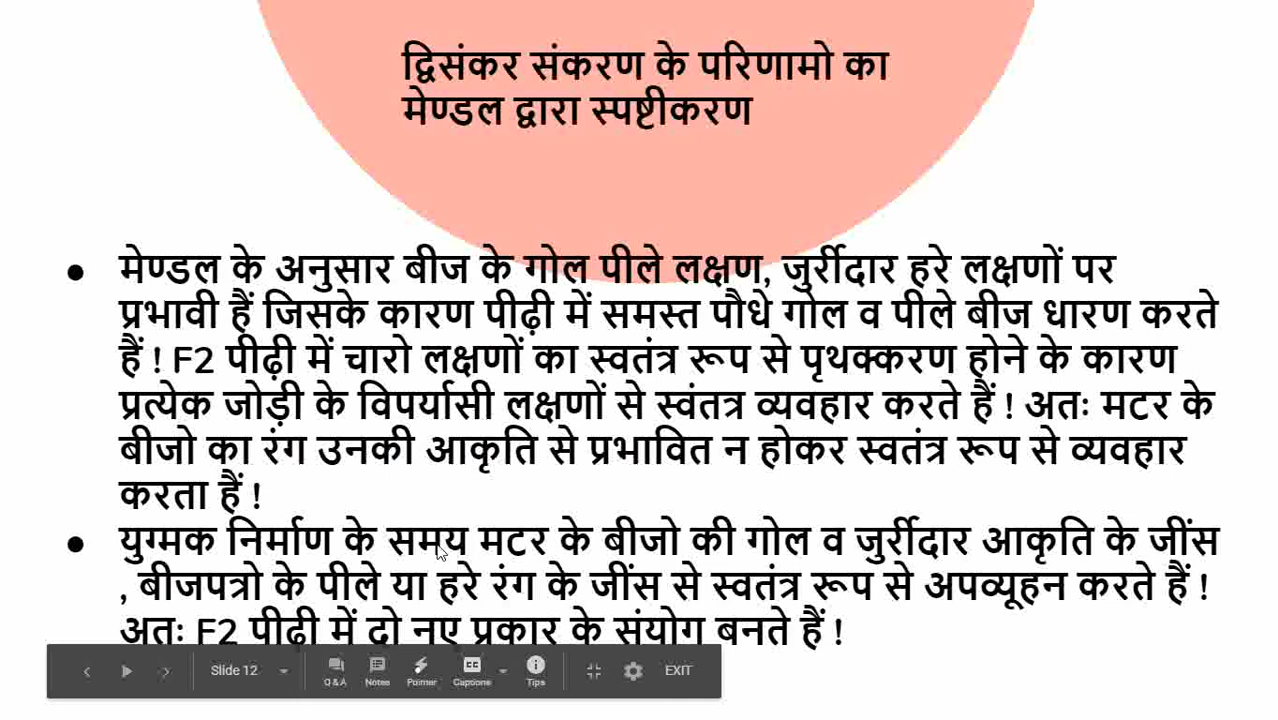 द्विसंकर संकरण के परिणामो का
मेण्डल द्वारा स्पष्टीकरण
● मेण्डल के अनुसार बीज के गोल पीले लक्षण, जुर्रीदार हरे लक्षणों पर
प्रभावी हैं जिसके कारण पीढ़ी में समस्त पौधे गोल व पीले बीज धारण करते
हैं ! F2 पीढ़ी में चारो लक्षणों का स्वतंत्र रूप से पृथक्करण होने के कारण
प्रत्येक जोड़ी के विपर्यासी लक्षणों से स्वंतत्र व्यवहार करते हैं ! अतः मटर के
बीजो का रंग उनकी आकृति से प्रभावित न होकर स्वतंत्र रूप से व्यवहार
करता हैं !
● युग्मक निर्माण के समय मटर के बीजो की गोल व जुर्रीदार आकृति के जींस
, बीजपत्रो के पीले या हरे रंग के जींस से स्वतंत्र रूप से अपव्यूहन करते हैं !
अतः F2 पीढ़ी में दो नए प्रकार के संयोग बनते हैं !
Slide 12
Q & A
Notes
Pointer
CC
Captions
Tips
EXIT